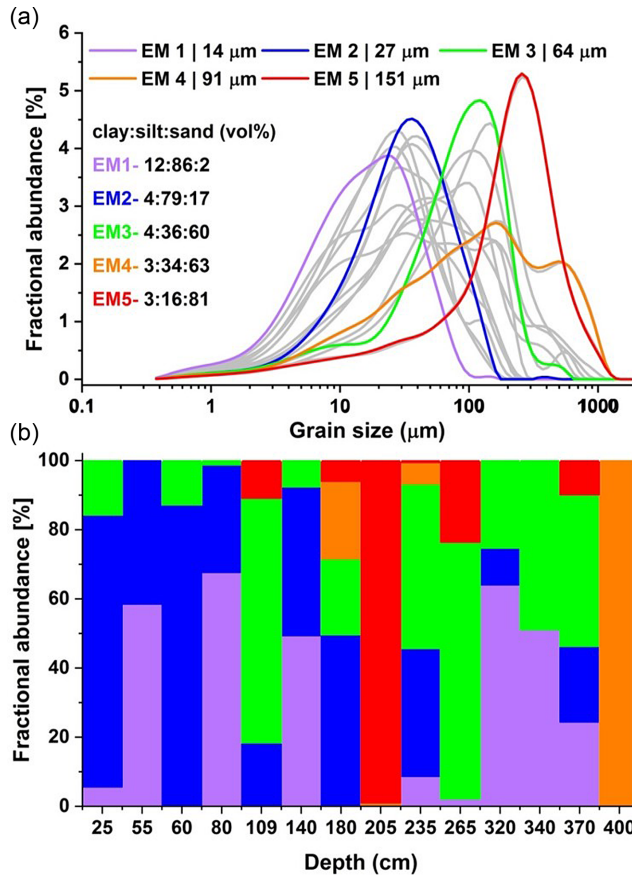 (a)
6
EM 1 | 14 μm EM 2 | 27 μm EM 3 | 64 μm
EM 4 | 91 μm EM 5 | 151 μm
5
clay:silt:sand (vol%)
4
EM1- 12:86:2
EM2- 4:79:17
3
EM3- 4:36:60
EM4- 3:34:63
2
EM5- 3:16:81
1
0
Fractional abundance [%]
0.1 1 10 100 1000
Grain size (μm)
(b)
100
80
60
40
20
0
Fractional abundance [%]
25 55 60 80 109 140 180 205 235 265 320 340 370 400
Depth (cm)